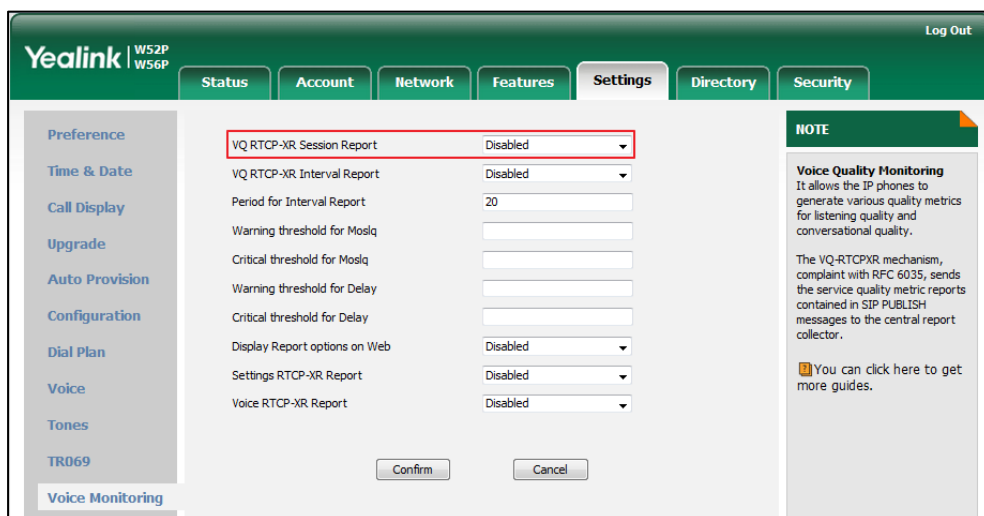 Log Out
Yealink | W52P
W56P
Status Account Network Features Settings Directory Security
Preference
Time & Date
Call Display
Upgrade
Auto Provision
Configuration
Dial Plan
Voice
Tones
TR069
Voice Monitoring
VQ RTCP-XR Session Report Disabled
VQ RTCP-XR Interval Report Disabled
Period for Interval Report 20
Warning threshold for Moslq
Critical threshold for Moslq
Warning threshold for Delay
Critical threshold for Delay
Display Report options on Web Disabled
Settings RTCP-XR Report Disabled
Voice RTCP-XR Report Disabled
Confirm Cancel
NOTE
Voice Quality Monitoring
It allows the IP phones to
generate various quality metrics
for listening quality and
conversational quality.
The VQ-RTCPXR mechanism,
complaint with RFC 6035, sends
the service quality metric reports
contained in SIP PUBLISH
messages to the central report
collector.
You can click here to get
more guides.